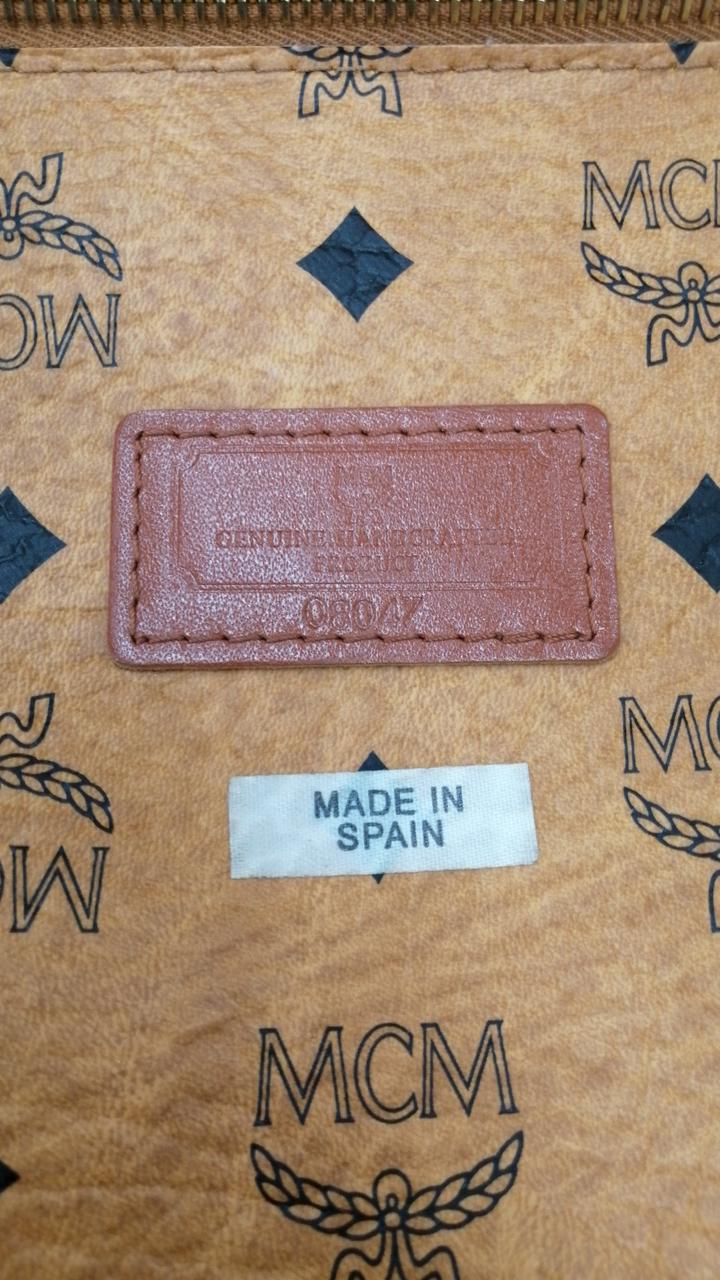 MCM
MCM
GENUINE HANDCRAFTED
PRODUCT
08047
MCM
MCM
MADE IN
SPAIN
MCM